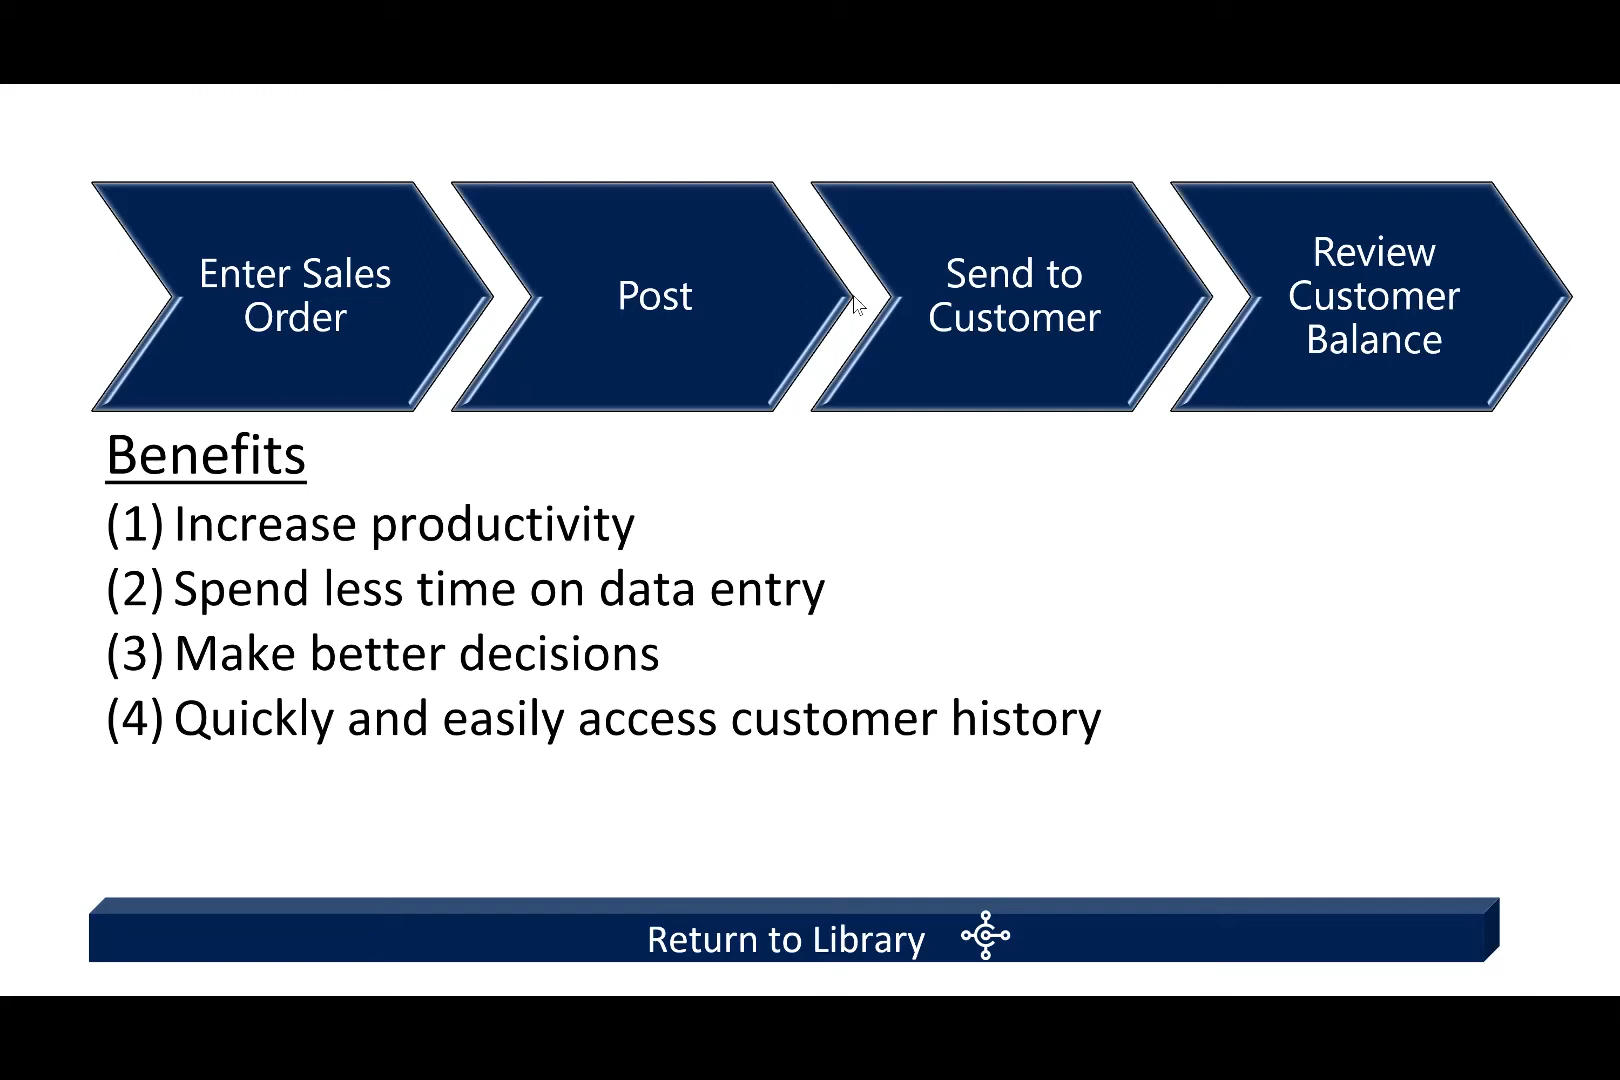 Enter Sales
Order
Post
Send to
Customer
Review
Customer
Balance
Benefits
(1) Increase productivity
(2) Spend less time on data entry
(3) Make better decisions
(4) Quickly and easily access customer history
Return to Library